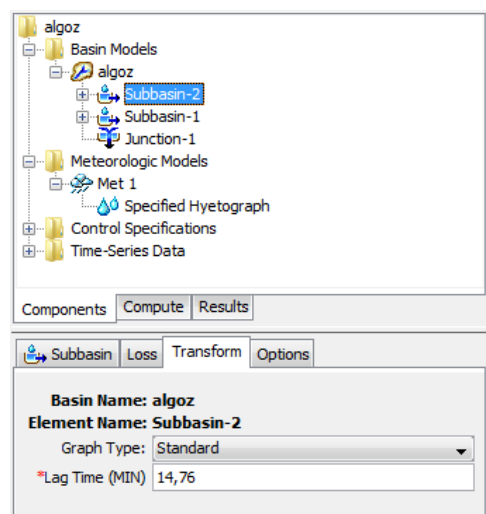 algoz
Basin Models
algoz
Subbasin-2
Subbasin-1
Junction-1
Meteorologic Models
Met 1
Specified Hyetograph
Control Specifications
Time-Series Data
Components Compute Results
Subbasin Loss Transform Options
Basin Name: algoz
Element Name: Subbasin-2
Graph Type: Standard
*Lag Time (MIN) 14,76